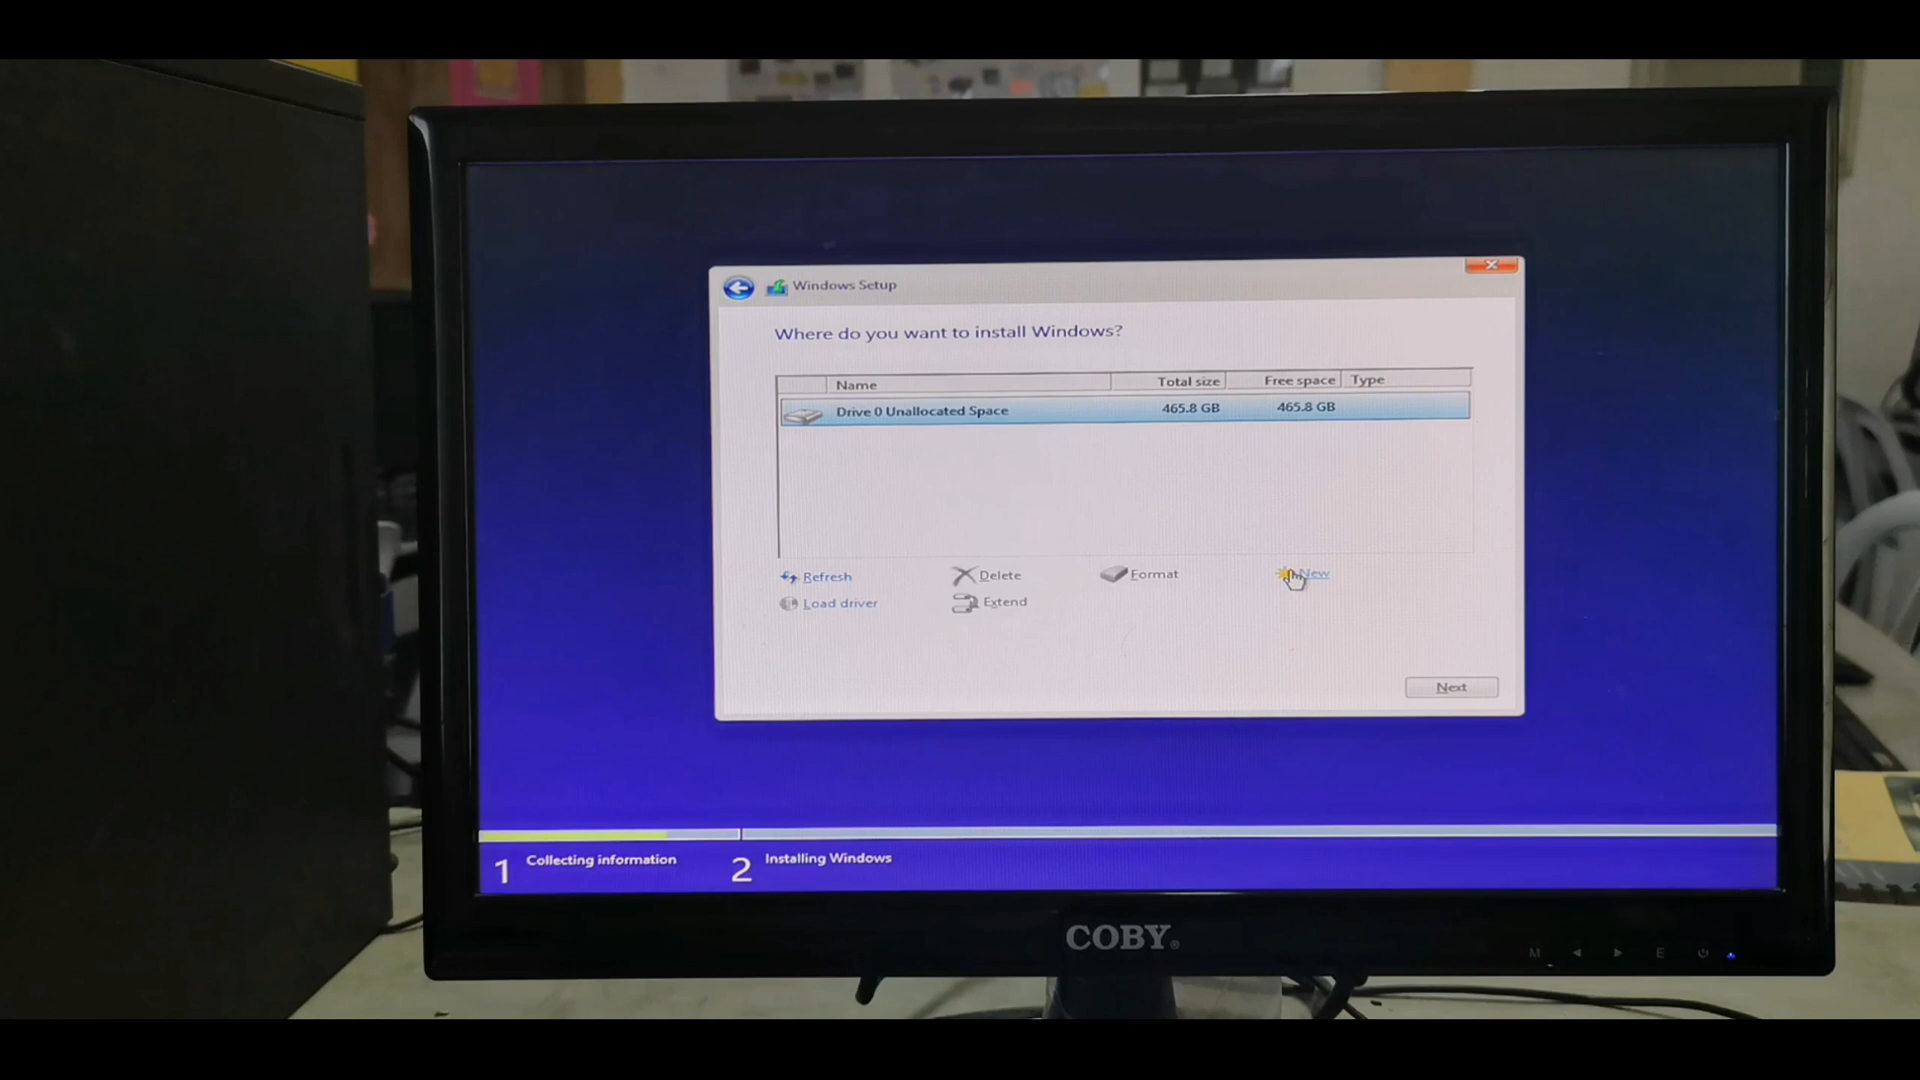 Windows Setup
Where do you want to install Windows?
Name Total size Free space Type
Drive 0 Unallocated Space 465.8 GB 465.8 GB
Refresh Delete Format New
Load driver Extend
Next
1 Collecting information 2 Installing Windows
COBY®
M E